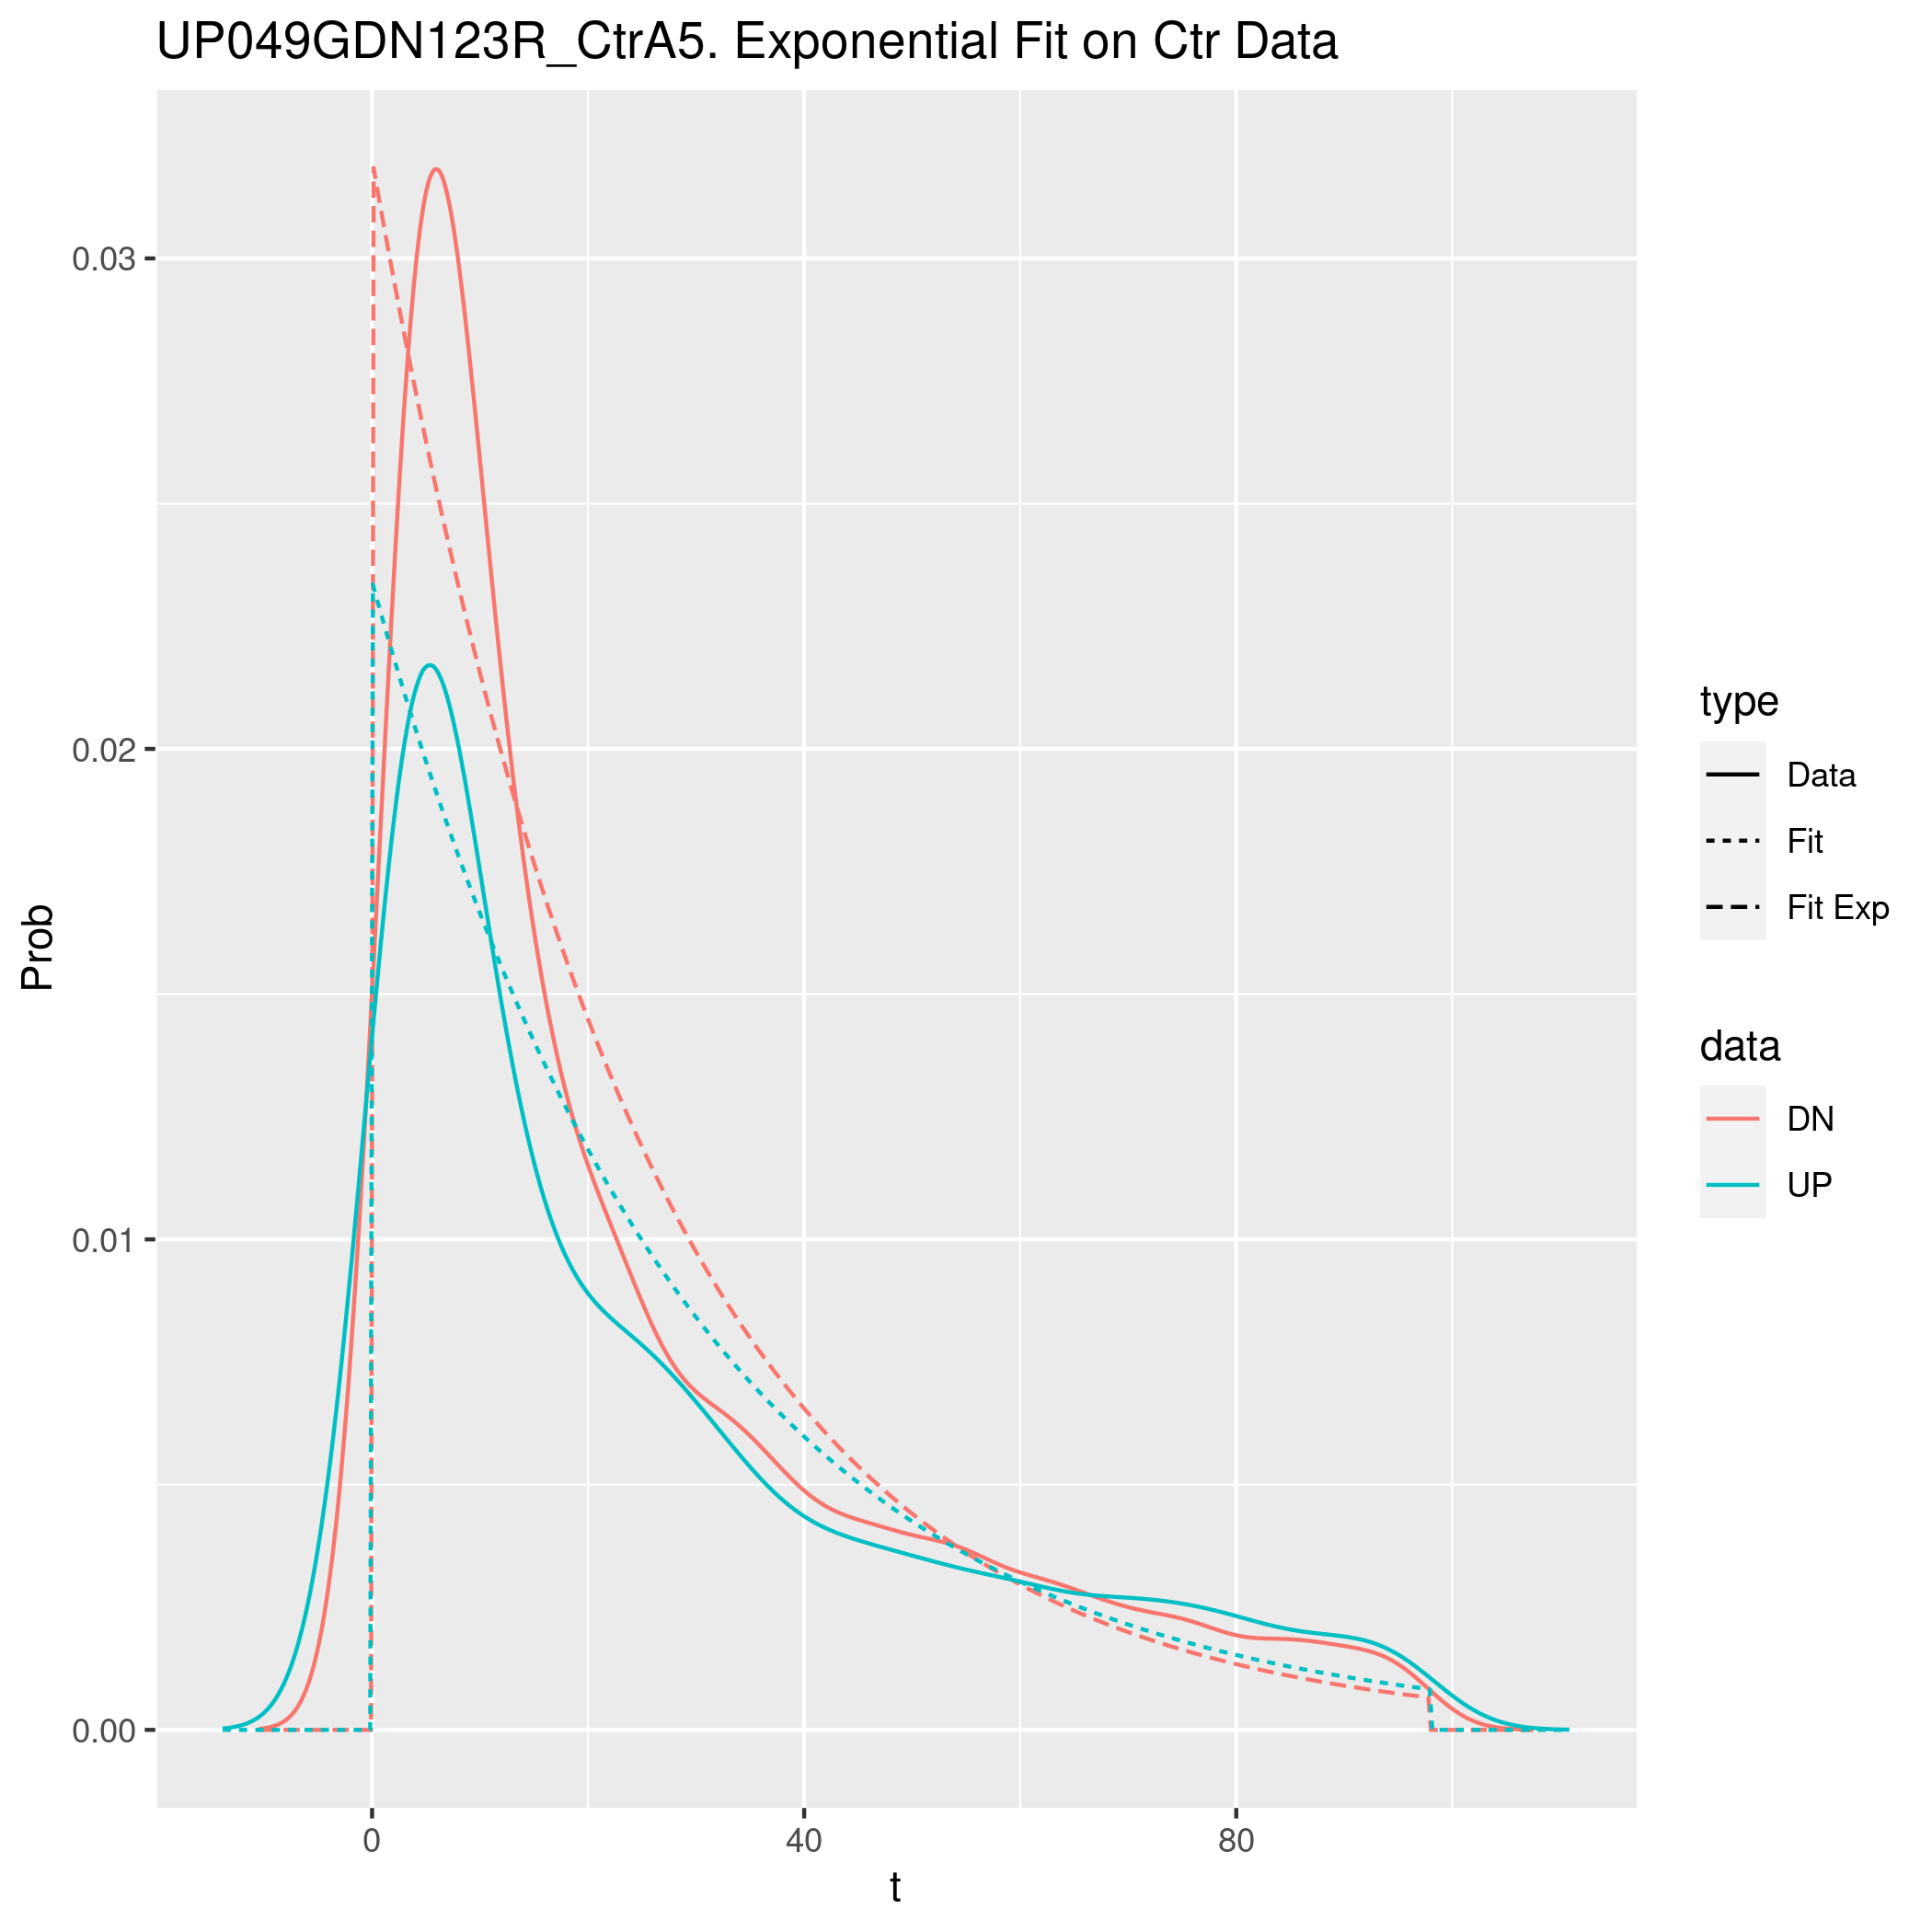 UP049GDN123R_CtrA5. Exponential Fit on Ctr Data
0.03
0.02
0.01
0.00
Prob
0
40
80
t
type
Data
Fit
Fit Exp
data
DN
UP